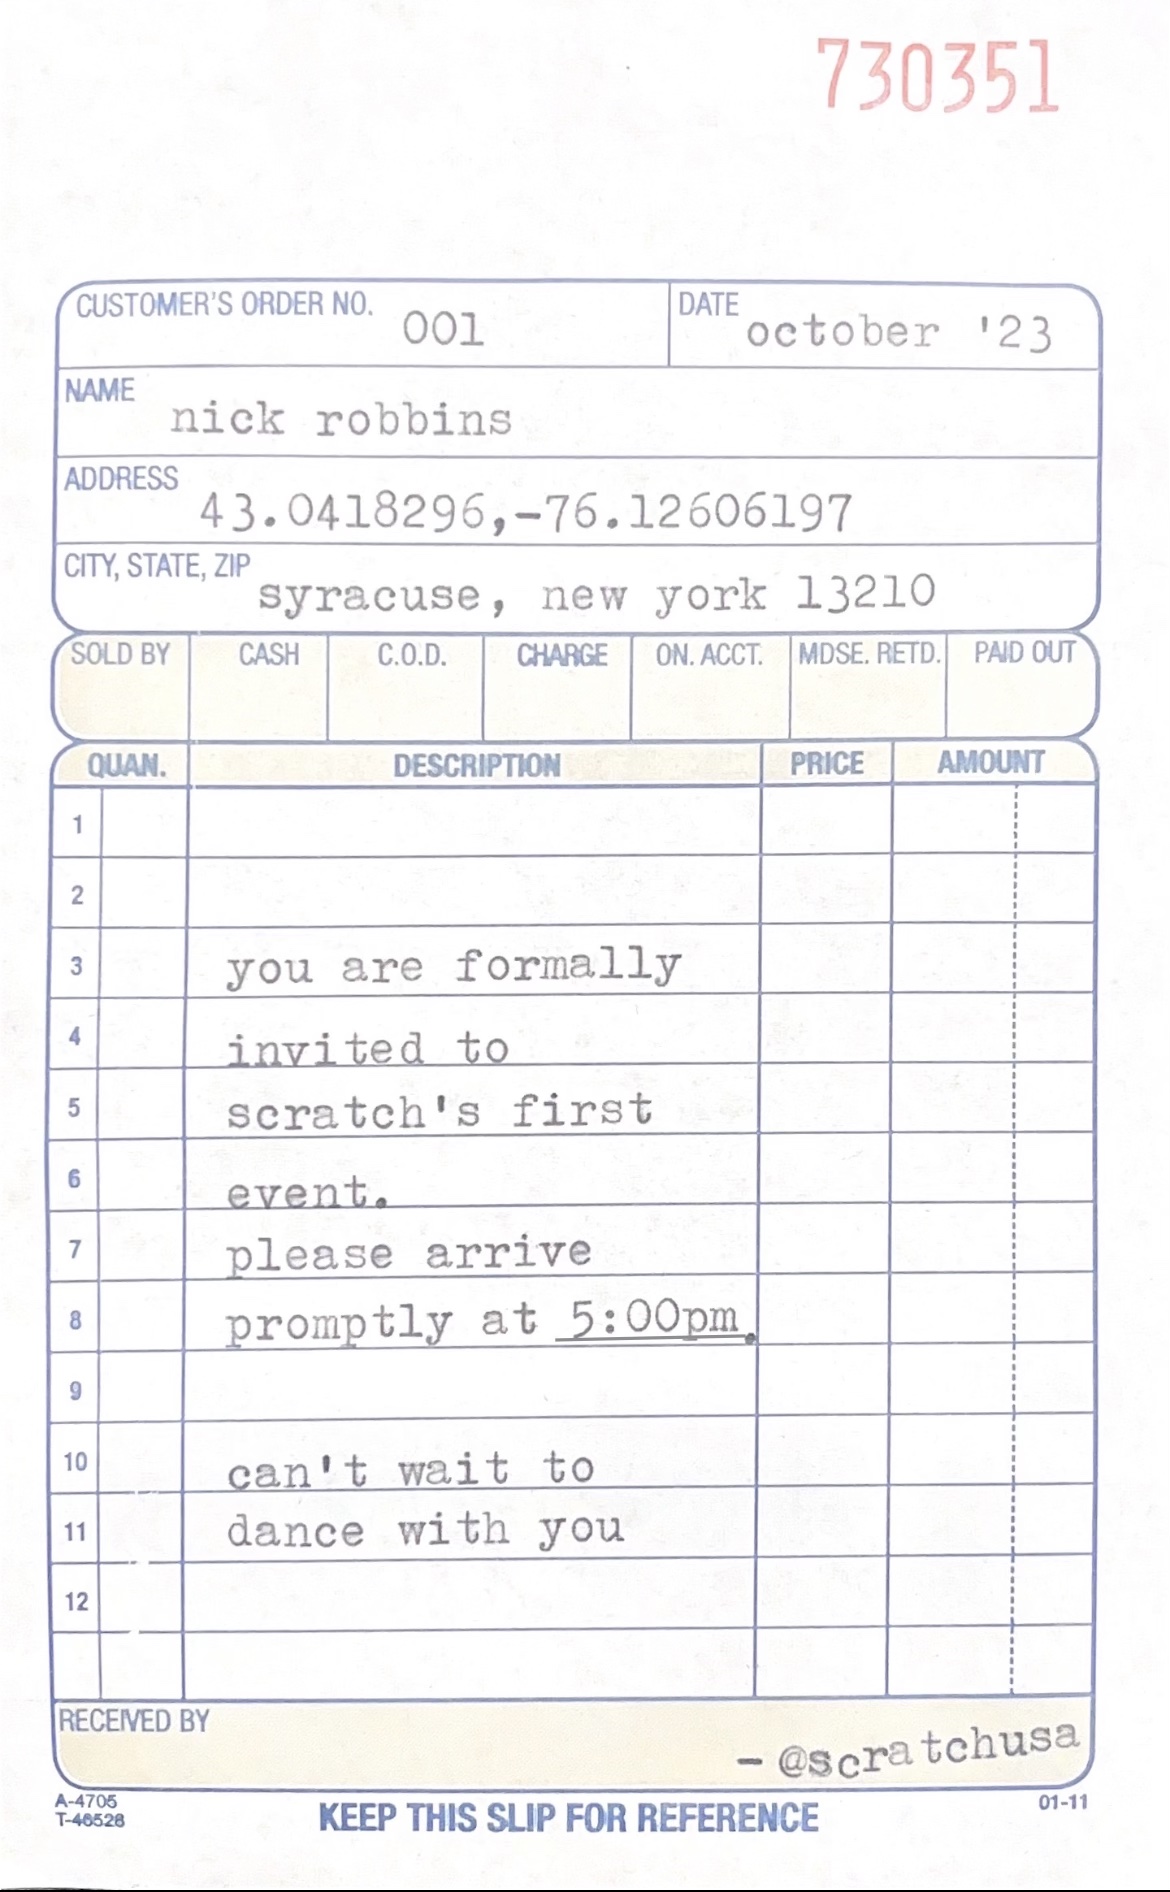 730351
CUSTOMER'S ORDER NO. 001 DATE october '23
NAME nick robbins
ADDRESS 43.0418296,-76.12606197
CITY, STATE, ZIP syracuse, new york 13210
SOLD BY CASH C.O.D. CHARGE ON. ACCT. MDSE. RETD. PAID OUT
QUAN. DESCRIPTION PRICE AMOUNT
1
2
3 you are formally
4 invited to
5 scratch's first
6 event.
7 please arrive
8 promptly at 5:00pm.
9
10 can't wait to
11 dance with you
12
RECEIVED BY
- @scratchusa
A-4705
T-46528
KEEP THIS SLIP FOR REFERENCE
01-11